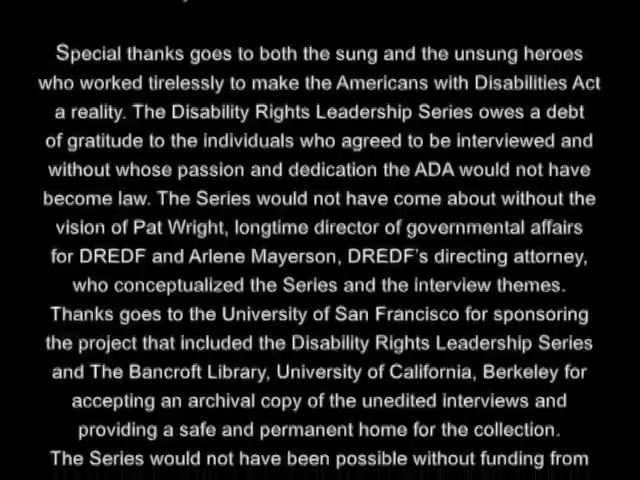 Special thanks goes to both the sung and the unsung heroes
who worked tirelessly to make the Americans with Disabilities Act
a reality. The Disability Rights Leadership Series owes a debt
of gratitude to the individuals who agreed to be interviewed and
without whose passion and dedication the ADA would not have
become law. The Series would not have come about without the
vision of Pat Wright, longtime director of governmental affairs
for DREDF and Arlene Mayerson, DREDF's directing attorney,
who conceptualized the Series and the interview themes.
Thanks goes to the University of San Francisco for sponsoring
the project that included the Disability Rights Leadership Series
and The Bancroft Library, University of California, Berkeley for
accepting an archival copy of the unedited interviews and
providing a safe and permanent home for the collection.
The Series would not have been possible without funding from